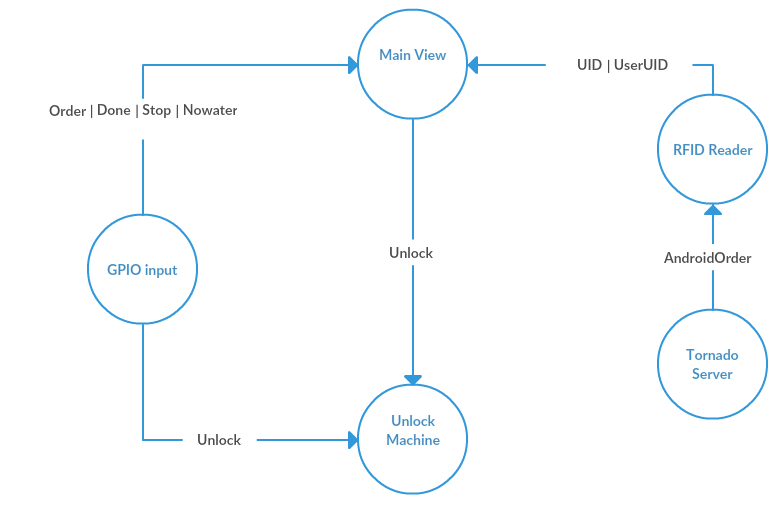 Main View
UID | UserUID
Order | Done | Stop | Nowater
RFID Reader
Unlock
AndroidOrder
GPIO input
Tornado
Server
Unlock
Machine
Unlock